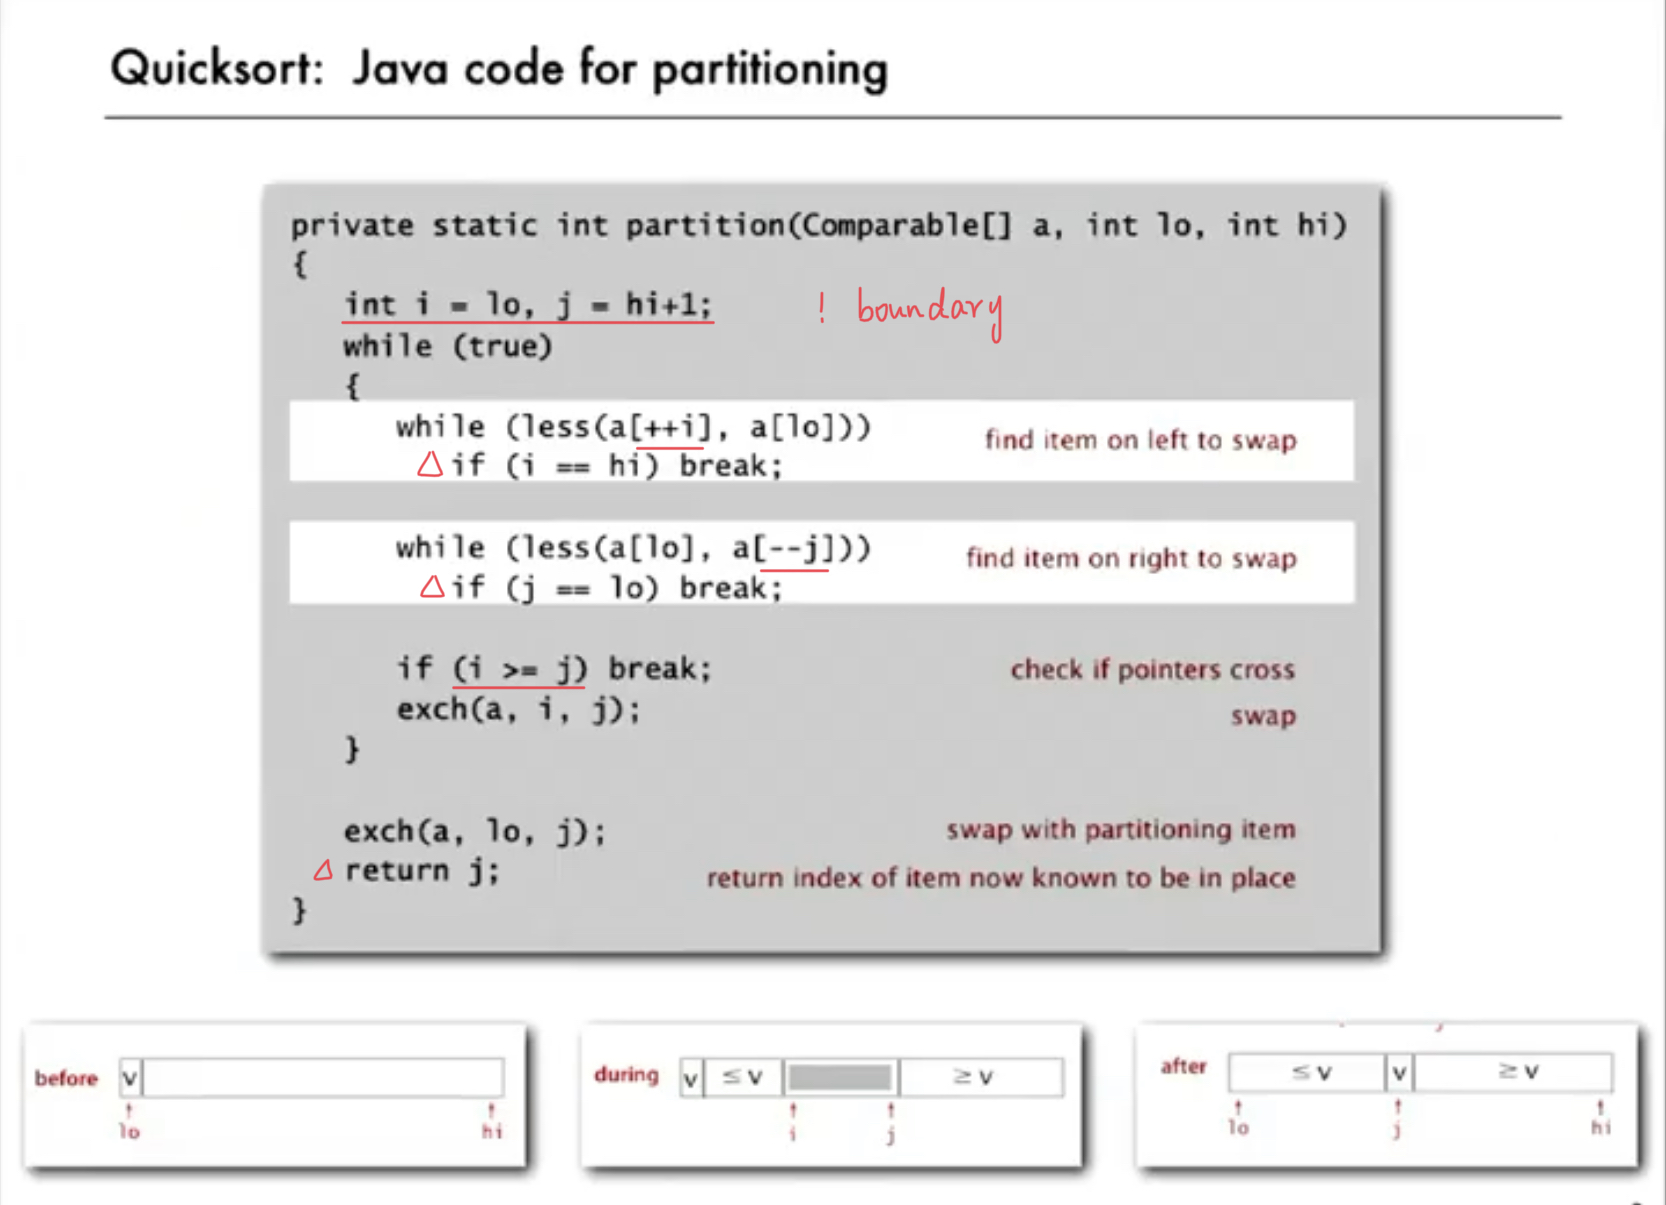 Quicksort: Java code for partitioning
private static int partition(Comparable[] a, int lo, int hi)
{
int i = lo, j = hi+1; ! boundary
while (true)
{
while (less(a[++i], a[lo])) find item on left to swap
△ if (i == hi) break;
while (less(a[lo], a[--j])) find item on right to swap
△ if (j == lo) break;
if (i >= j) break; check if pointers cross
exch(a, i, j); swap
}
exch(a, lo, j); swap with partitioning item
△ return j; return index of item now known to be in place
}
before v
lo hi
during v ≤ v ≥ v
i j
after ≤ v v ≥ v
lo j hi